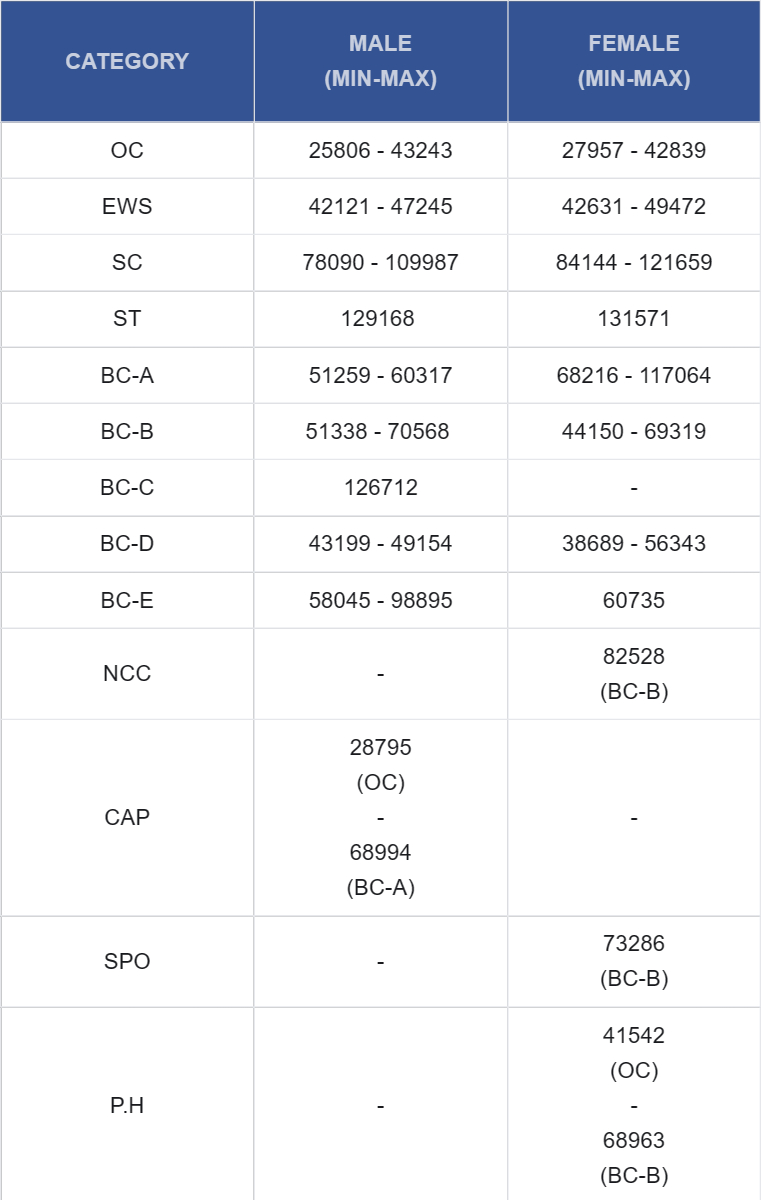 CATEGORY
MALE
(MIN-MAX)
FEMALE
(MIN-MAX)
OC
25806 - 43243
27957 - 42839
EWS
42121 - 47245
42631 - 49472
SC
78090 - 109987
84144 - 121659
ST
129168
131571
BC-A
51259 - 60317
68216 - 117064
BC-B
51338 - 70568
44150 - 69319
BC-C
126712
-
BC-D
43199 - 49154
38689 - 56343
BC-E
58045 - 98895
60735
NCC
-
82528
(BC-B)
CAP
28795
(OC)
-
68994
(BC-A)
-
SPO
-
73286
(BC-B)
P.H
-
41542
(OC)
-
68963
(BC-B)